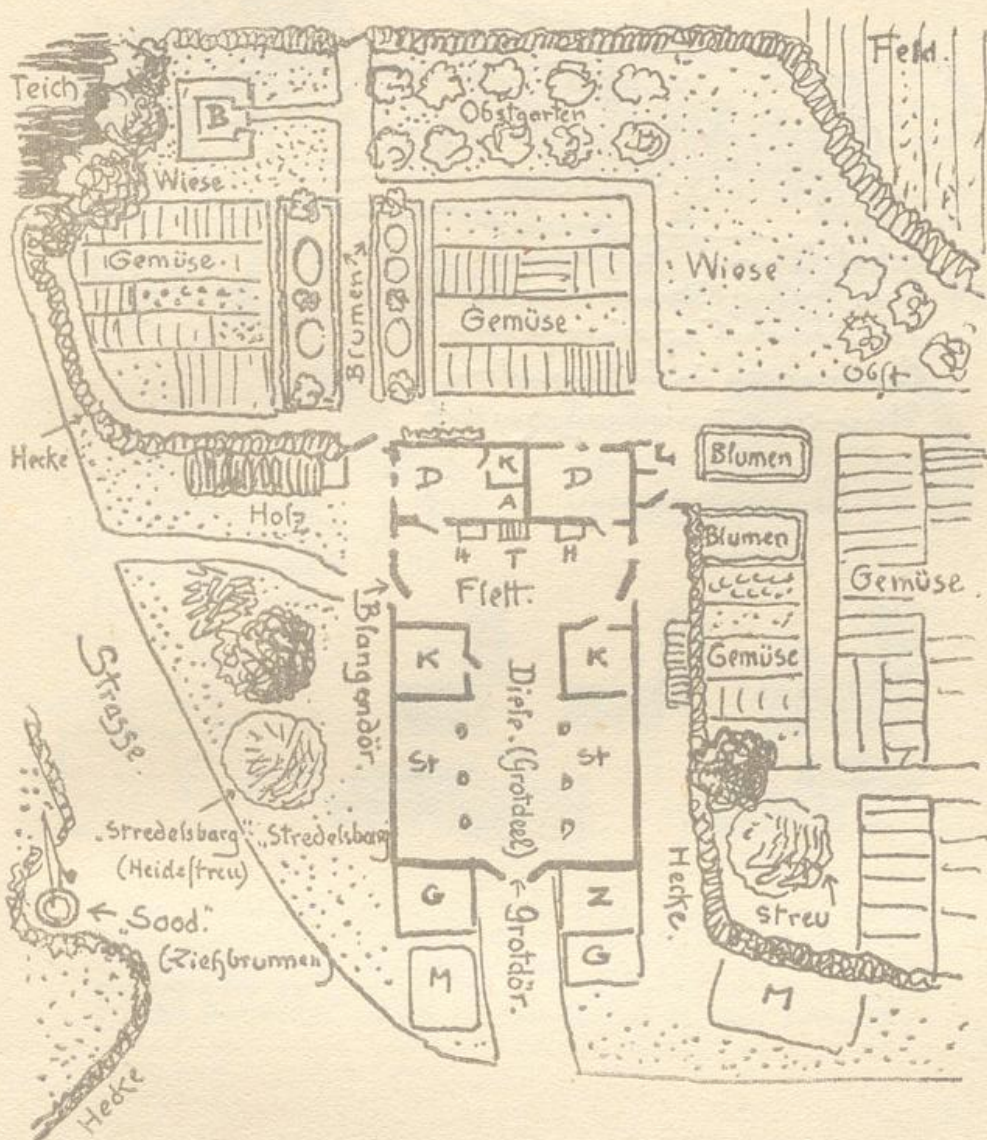 Teich
Feld.
B
Obstgarten
Wiese.
Gemüse.
Blumen
Gemüse
Wiese
Obst
Hecke
Holz
D
K
A
D
L
Blumen
H
T
H
Blumen
Flett.
Gemüse.
Blangendör.
K
K
Gemüse
Strasse.
St
Diele. (Grotdeel)
St
"Stredelsbarg"
(Heidestreu)
"Stredelsbarg
Hecke.
"Sood."
(Ziehbrunnen)
G
Z
Grotdör.
Streu
M
G
M
Hecke